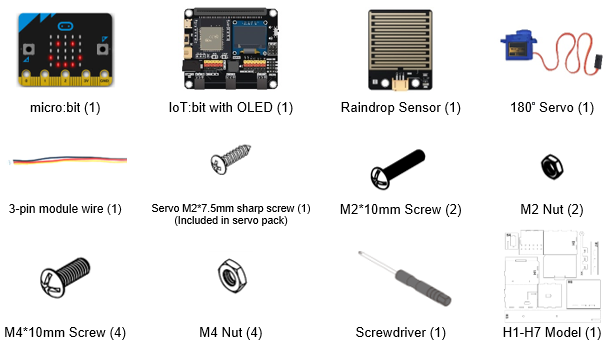 micro:bit (1)
IoT:bit with OLED (1)
Raindrop Sensor (1)
180° Servo (1)
3-pin module wire (1)
Servo M2*7.5mm sharp screw (1)
(Included in servo pack)
M2*10mm Screw (2)
M2 Nut (2)
M4*10mm Screw (4)
M4 Nut (4)
Screwdriver (1)
H1-H7 Model (1)